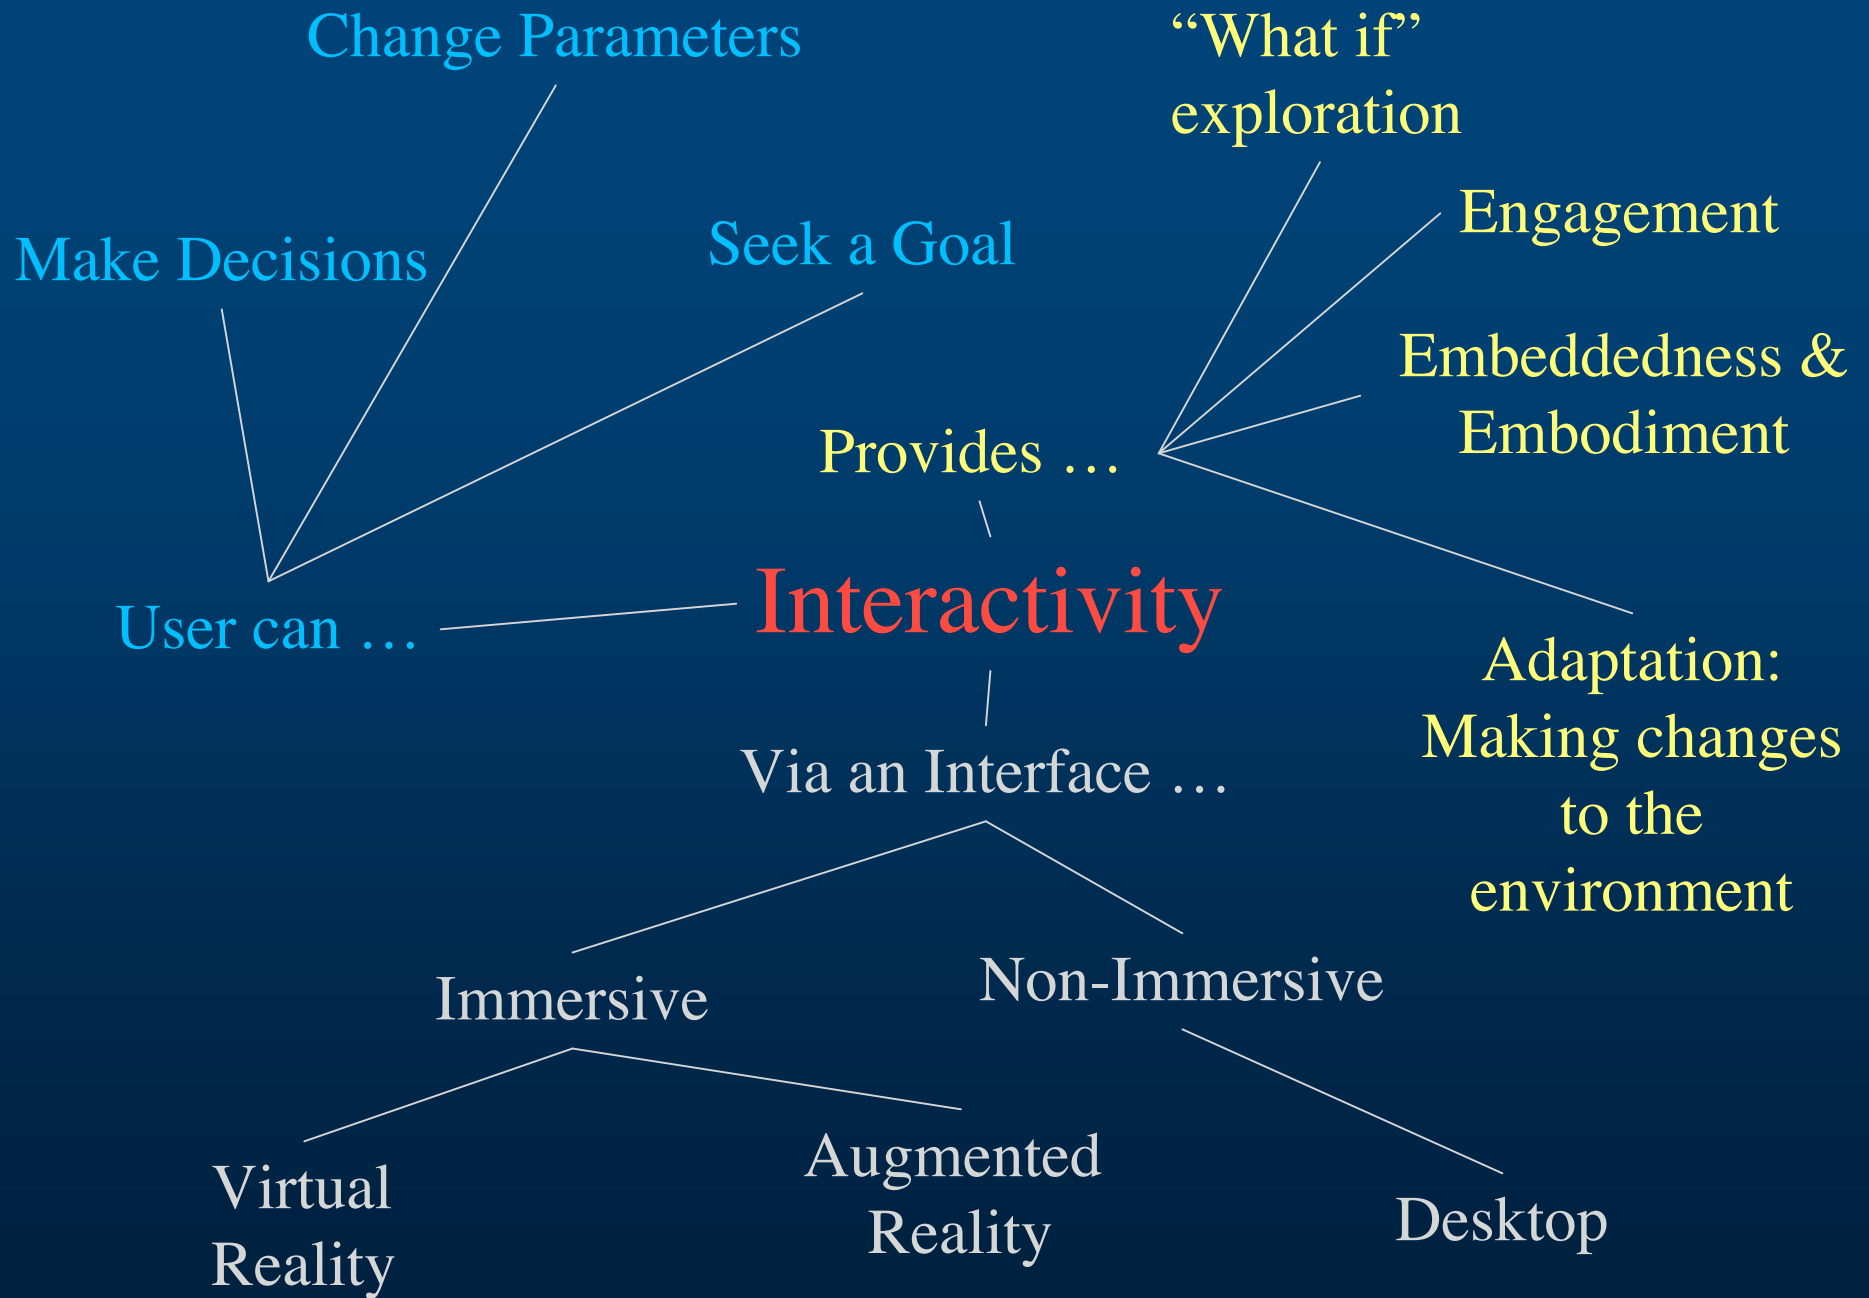 Change Parameters
“What if”
exploration
Engagement
Make Decisions
Seek a Goal
Embeddedness &
Embodiment
Provides …
Interactivity
User can …
Adaptation:
Making changes
to the
environment
Via an Interface …
Immersive
Non-Immersive
Virtual
Reality
Augmented
Reality
Desktop